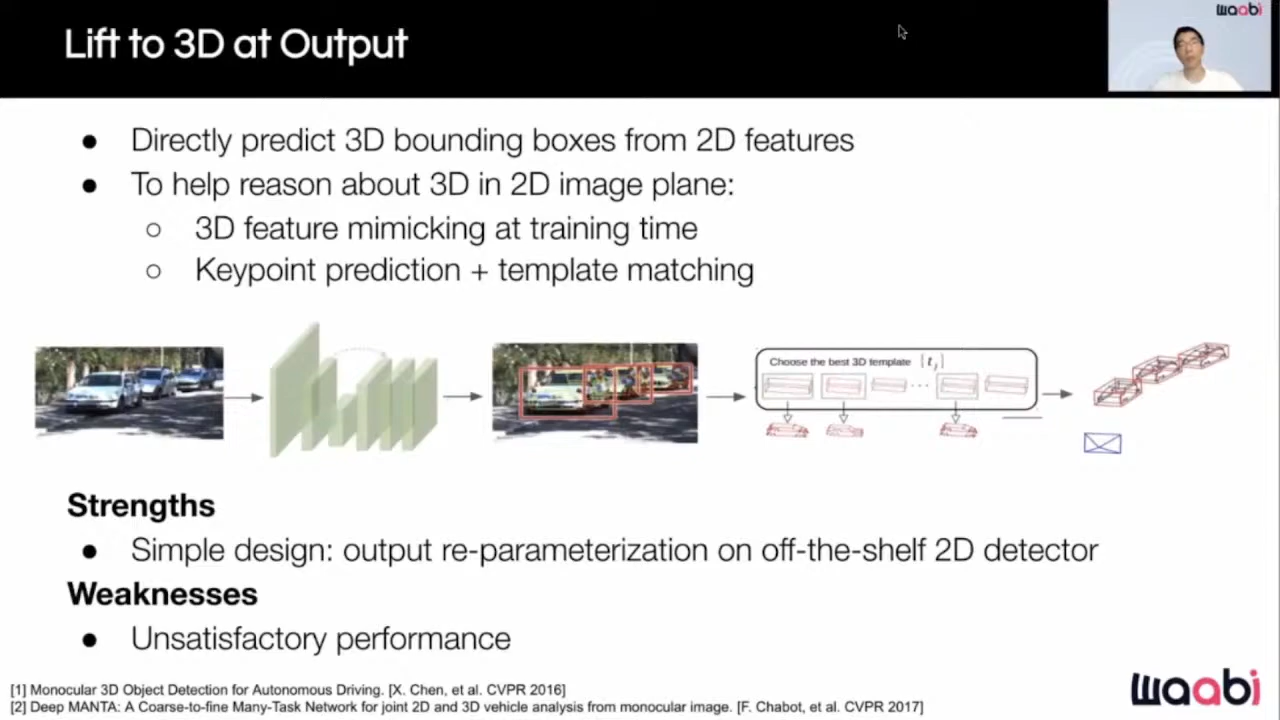 waabi
Lift to 3D at Output
● Directly predict 3D bounding boxes from 2D features
● To help reason about 3D in 2D image plane:
○ 3D feature mimicking at training time
○ Keypoint prediction + template matching
Choose the best 3D template {t_j}
...
Strengths
● Simple design: output re-parameterization on off-the-shelf 2D detector
Weaknesses
● Unsatisfactory performance
[1] Monocular 3D Object Detection for Autonomous Driving. [X. Chen, et al. CVPR 2016]
[2] Deep MANTA: A Coarse-to-fine Many-Task Network for joint 2D and 3D vehicle analysis from monocular image. [F. Chabot, et al. CVPR 2017]
waabi